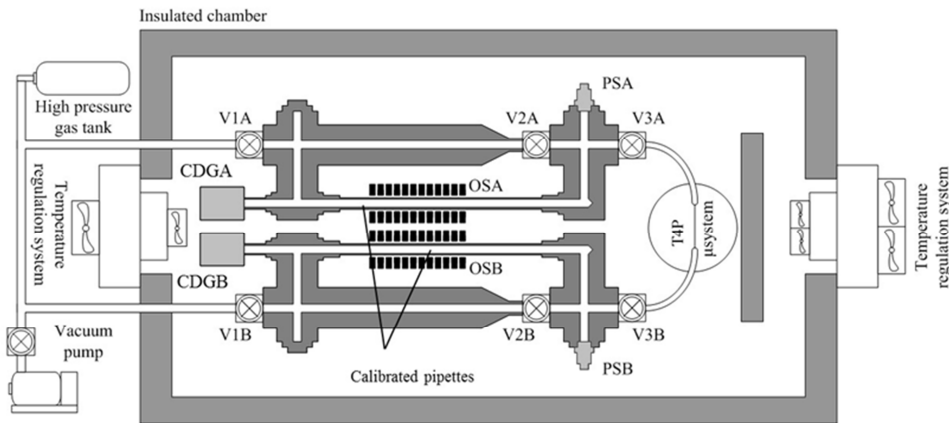 Insulated chamber
High pressure
gas tank
V1A
V2A
PSA
V3A
CDGA
OSA
Temperature
regulation system
T4P
µsystem
Temperature
regulation system
CDGB
OSB
V1B
V2B
V3B
Vacuum
pump
Calibrated pipettes
PSB